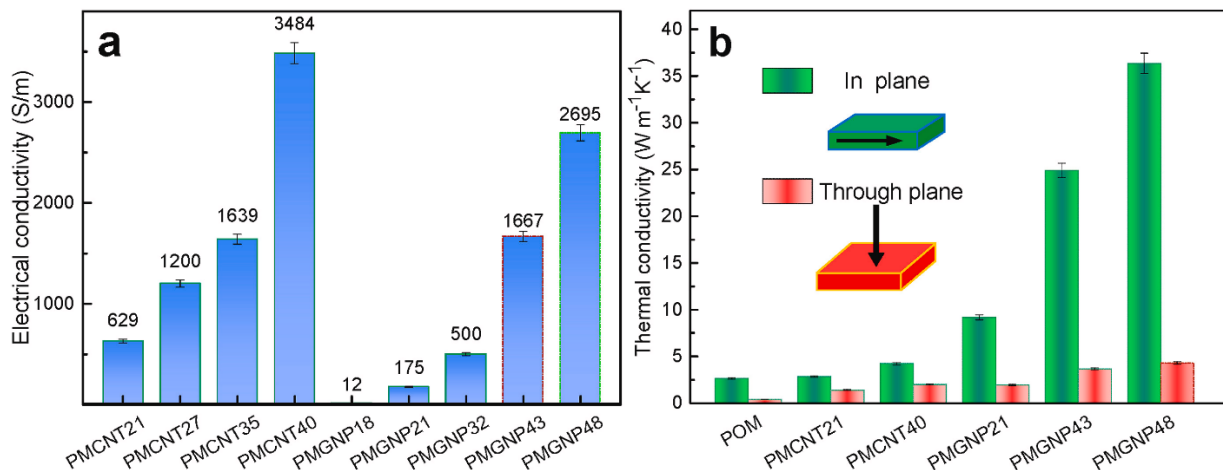 a
Electrical conductivity (S/m)
3000
2000
1000
629
1200
1639
3484
12
175
500
1667
2695
PMCNT21
PMCNT27
PMCNT35
PMCNT40
PMGNP18
PMGNP21
PMGNP32
PMGNP43
PMGNP48
b
Thermal conductivity (W m⁻¹K⁻¹)
40
35
30
25
20
15
10
5
0
In plane
Through plane
POM
PMCNT21
PMCNT40
PMGNP21
PMGNP43
PMGNP48